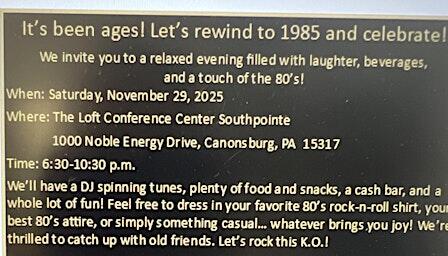 It's been ages! Let's rewind to 1985 and celebrate!
We invite you to a relaxed evening filled with laughter, beverages,
and a touch of the 80's!
When: Saturday, November 29, 2025
Where: The Loft Conference Center Southpointe
1000 Noble Energy Drive, Canonsburg, PA 15317
Time: 6:30-10:30 p.m.
We'll have a DJ spinning tunes, plenty of food and snacks, a cash bar, and a
whole lot of fun! Feel free to dress in your favorite 80's rock-n-roll shirt, your
best 80's attire, or simply something casual... whatever brings you joy! We're
thrilled to catch up with old friends. Let's rock this K.O.!